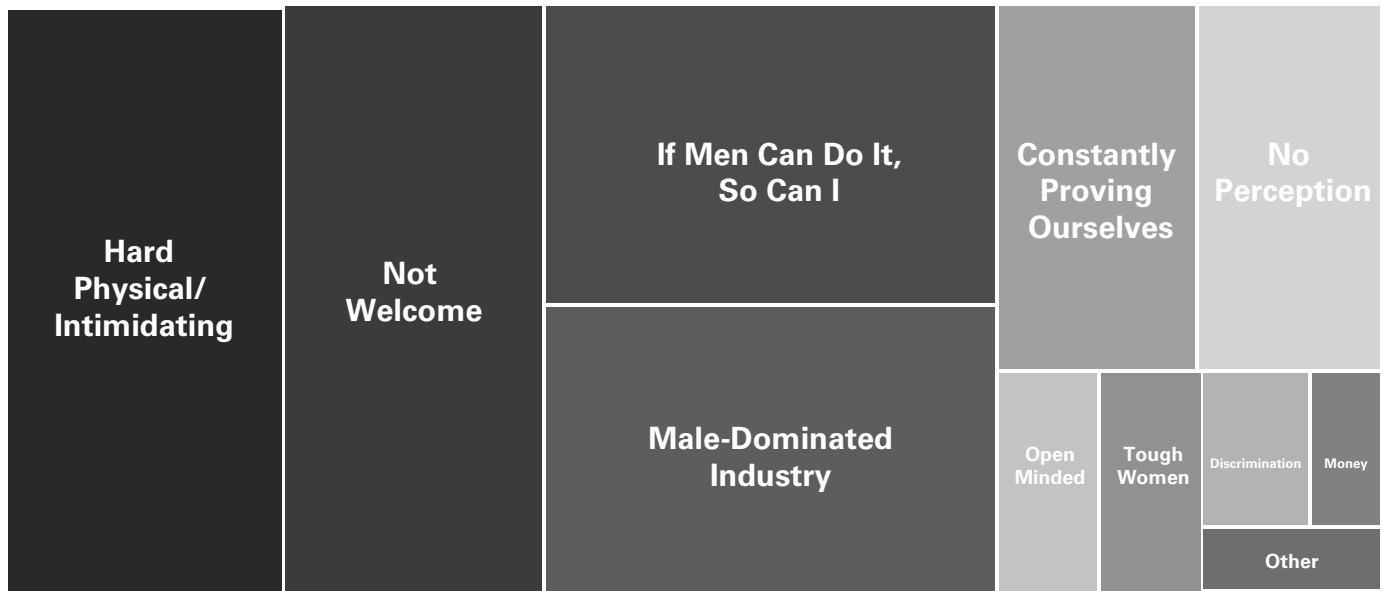 Hard
Physical/
Intimidating
Not
Welcome
If Men Can Do It,
So Can I
Male-Dominated
Industry
Constantly
Proving
Ourselves
No
Perception
Open
Minded
Tough
Women
Discrimination
Money
Other